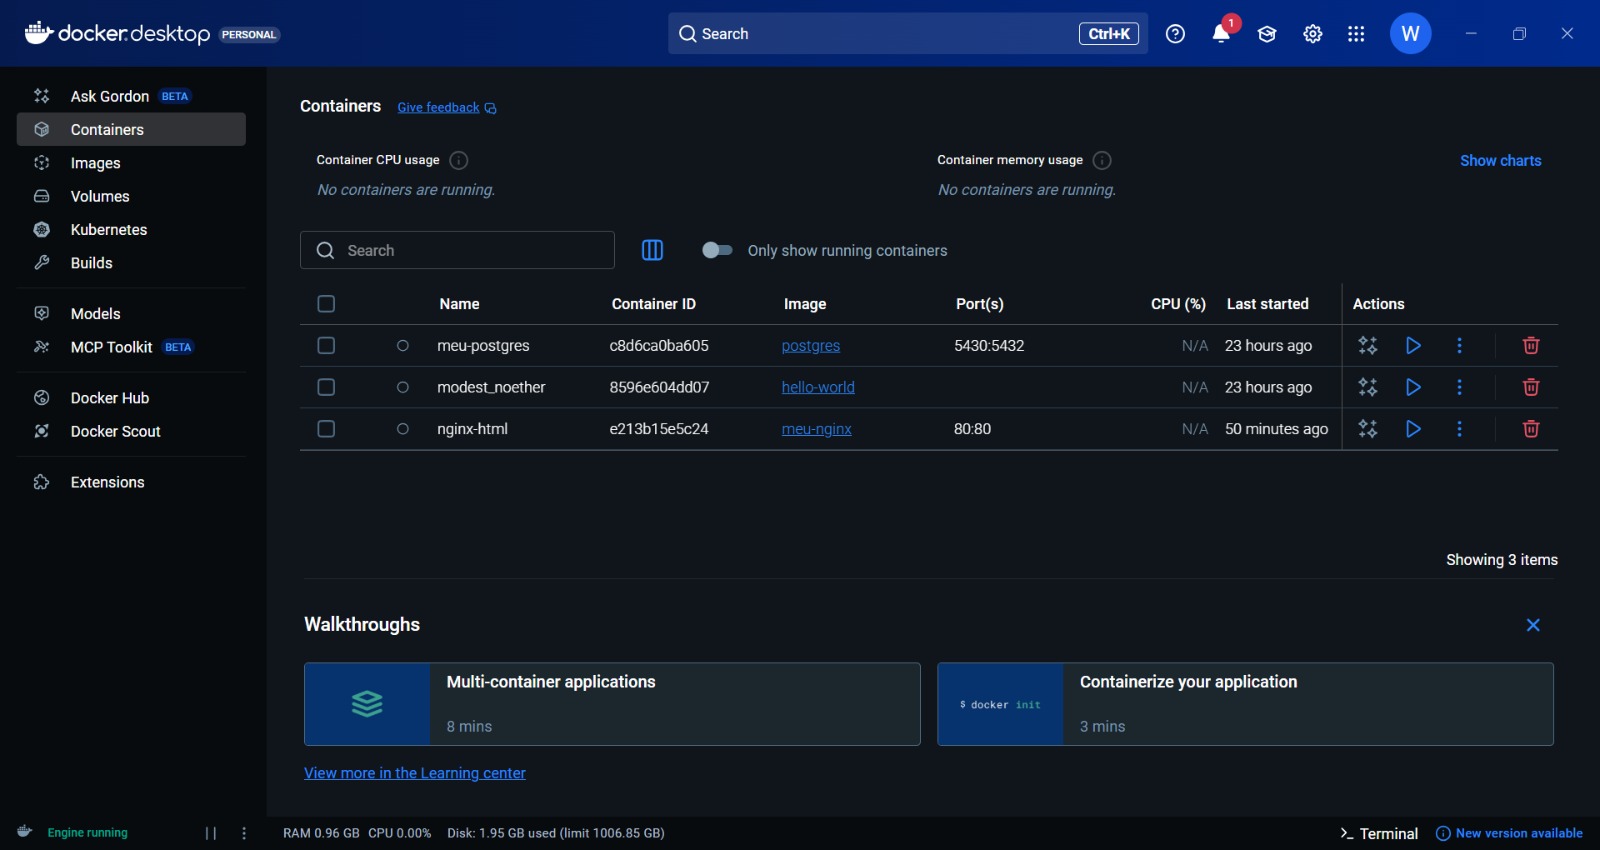 docker.desktop PERSONAL
Search
Ctrl+K
1
W
Ask Gordon BETA
Containers
Images
Volumes
Kubernetes
Builds
Models
MCP Toolkit BETA
Docker Hub
Docker Scout
Extensions
Containers Give feedback
Container CPU usage
No containers are running.
Container memory usage
No containers are running.
Show charts
Search
Only show running containers
Name Container ID Image Port(s) CPU (%) Last started Actions
meu-postgres c8d6ca0ba605 postgres 5430:5432 N/A 23 hours ago
modest_noether 8596e604dd07 hello-world N/A 23 hours ago
nginx-html e213b15e5c24 meu-nginx 80:80 N/A 50 minutes ago
Showing 3 items
Walkthroughs
Multi-container applications
8 mins
$ docker init
Containerize your application
3 mins
View more in the Learning center
Engine running
RAM 0.96 GB CPU 0.00% Disk: 1.95 GB used (limit 1006.85 GB)
>_ Terminal
New version available